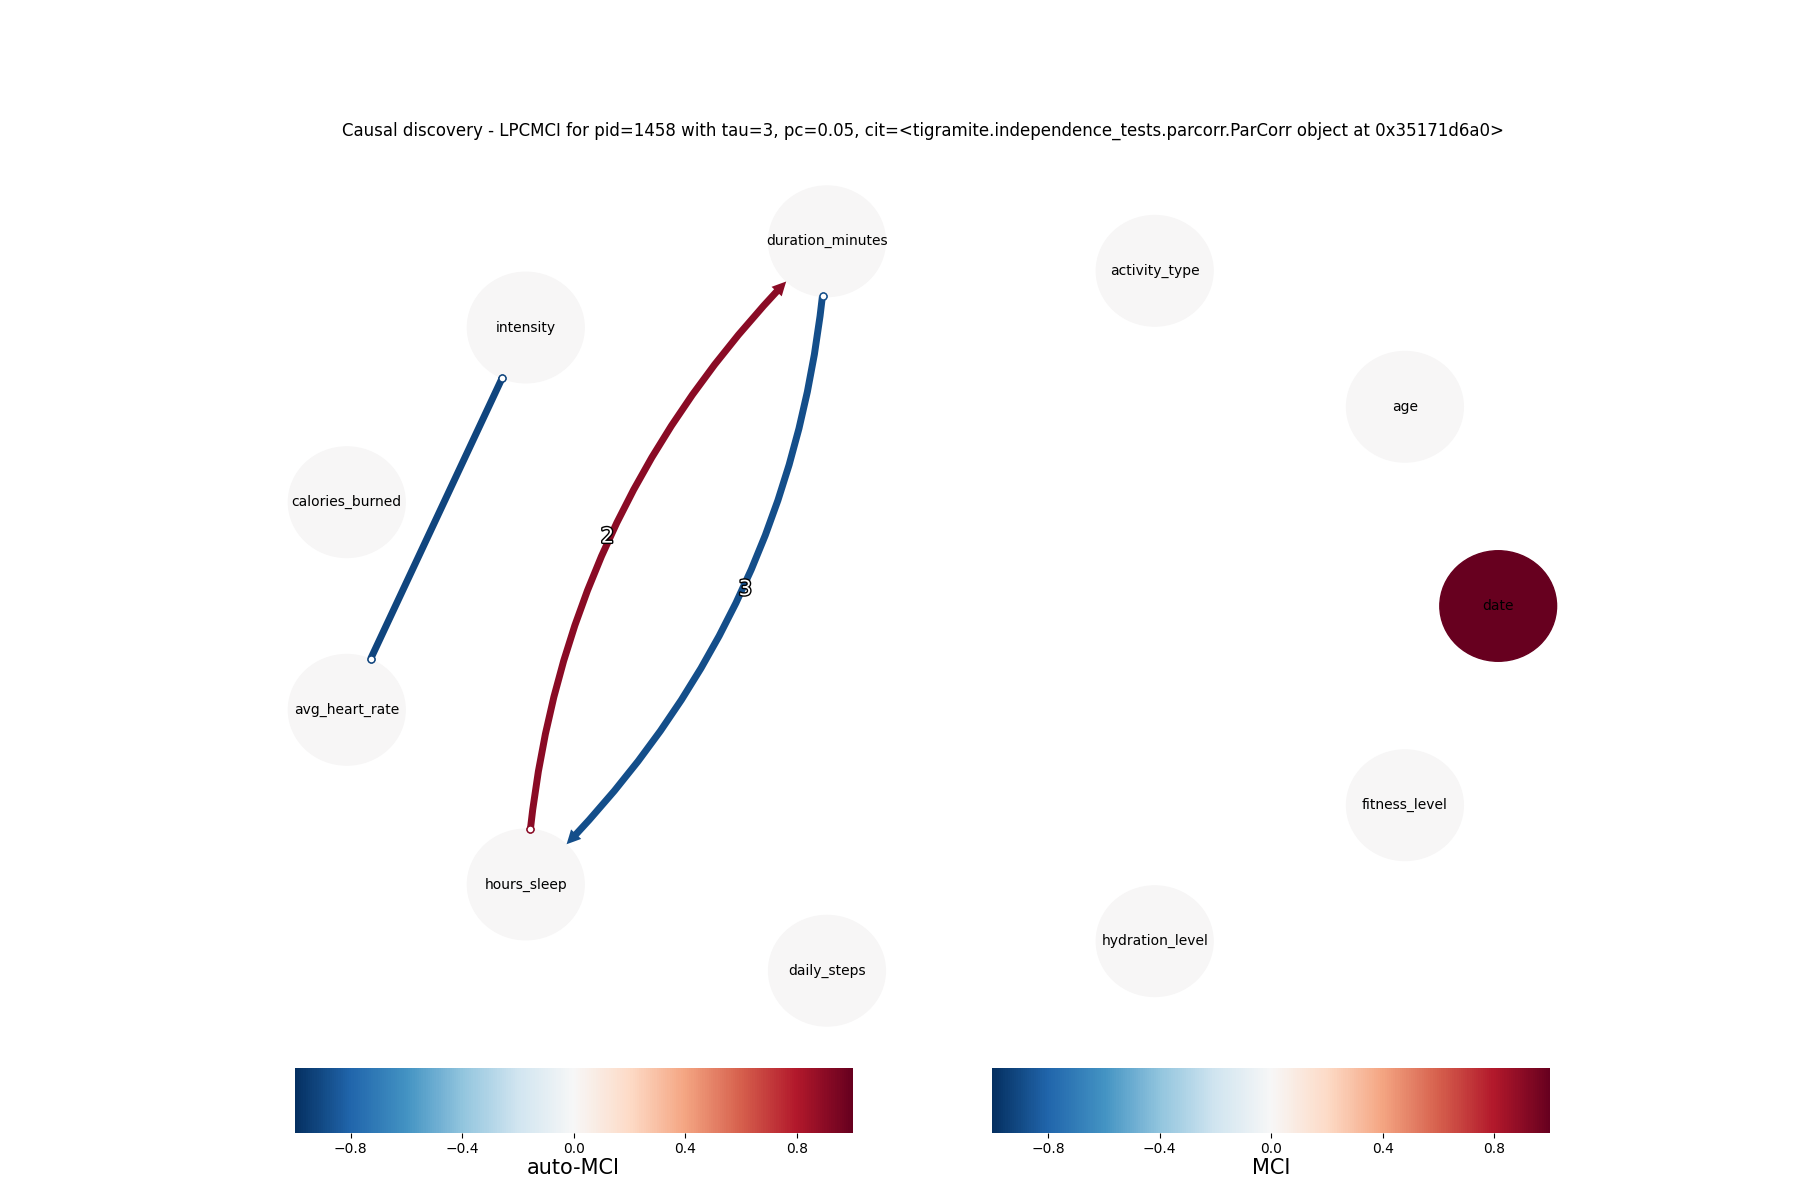 Causal discovery - LPCMCI for pid=1458 with tau=3, pc=0.05, cit=<tigramite.independence_tests.parcorr.ParCorr object at 0x35171d6a0>
duration_minutes
activity_type
intensity
age
calories_burned
2
3
date
avg_heart_rate
fitness_level
hours_sleep
hydration_level
daily_steps
−0.8 −0.4 0.0 0.4 0.8
auto-MCI
−0.8 −0.4 0.0 0.4 0.8
MCI